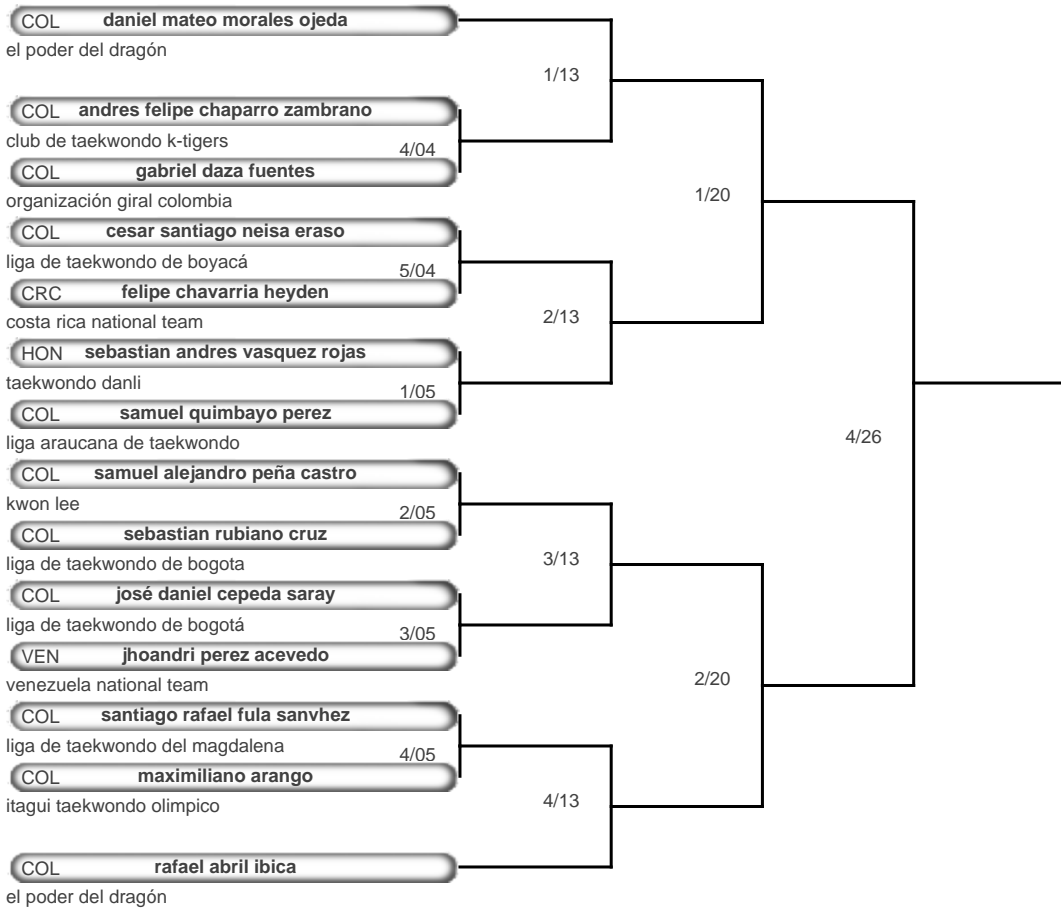 COL daniel mateo morales ojeda
el poder del dragón
1/13
COL andres felipe chaparro zambrano
club de taekwondo k-tigers
4/04
COL gabriel daza fuentes
organización giral colombia
1/20
COL cesar santiago neisa eraso
liga de taekwondo de boyacá
5/04
CRC felipe chavarria heyden
costa rica national team
2/13
HON sebastian andres vasquez rojas
taekwondo danli
1/05
COL samuel quimbayo perez
liga araucana de taekwondo
4/26
COL samuel alejandro peña castro
kwon lee
2/05
COL sebastian rubiano cruz
liga de taekwondo de bogota
3/13
COL josé daniel cepeda saray
liga de taekwondo de bogotá
3/05
VEN jhoandri perez acevedo
venezuela national team
2/20
COL santiago rafael fula sanvhez
liga de taekwondo del magdalena
4/05
COL maximiliano arango
itagui taekwondo olimpico
4/13
COL rafael abril ibica
el poder del dragón